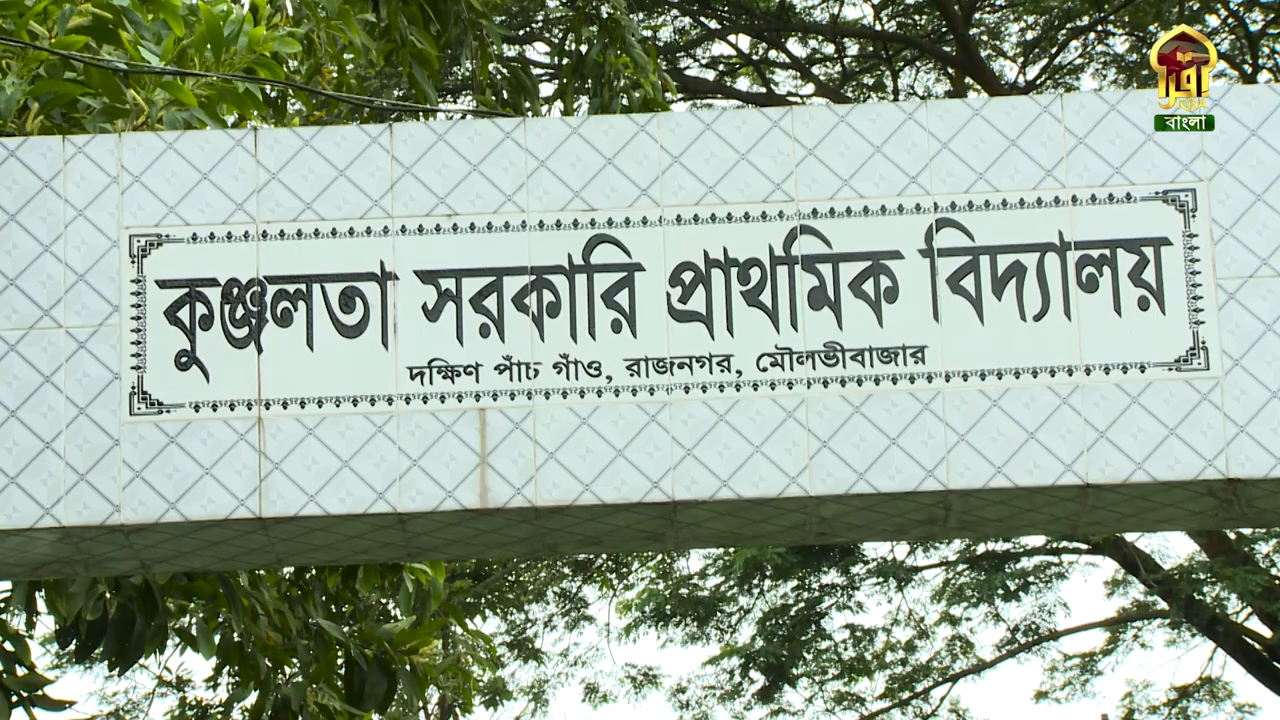 কুঞ্জলতা সরকারি প্রাথমিক বিদ্যালয়
দক্ষিণ পাঁচ গাঁও, রাজনগর, মৌলভীবাজার
বাংলা